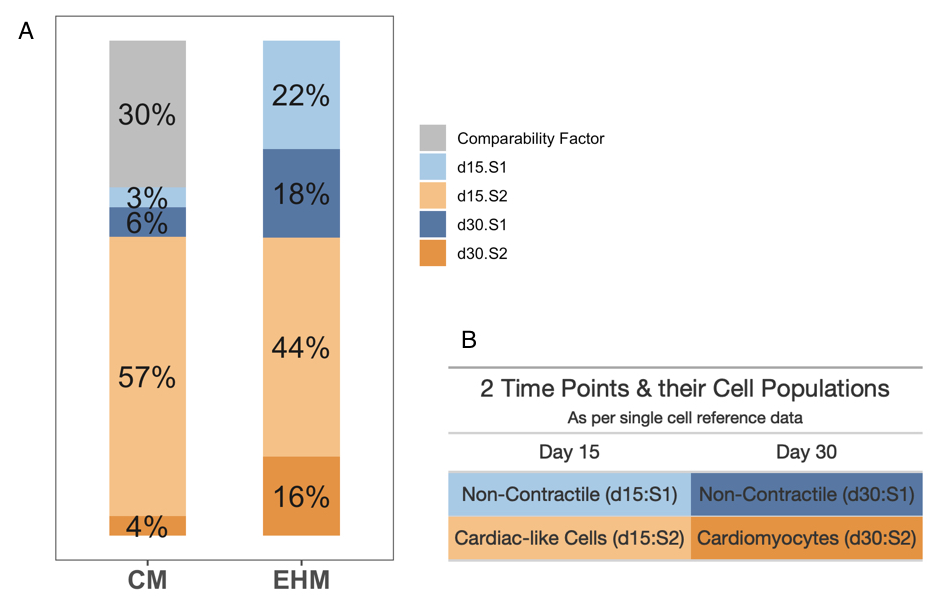 A
30%
3%
6%
57%
4%
22%
18%
44%
16%
CM
EHM
Comparability Factor
d15.S1
d15.S2
d30.S1
d30.S2
B
2 Time Points & their Cell Populations
As per single cell reference data
Day 15 Day 30
Non-Contractile (d15:S1) Non-Contractile (d30:S1)
Cardiac-like Cells (d15:S2) Cardiomyocytes (d30:S2)